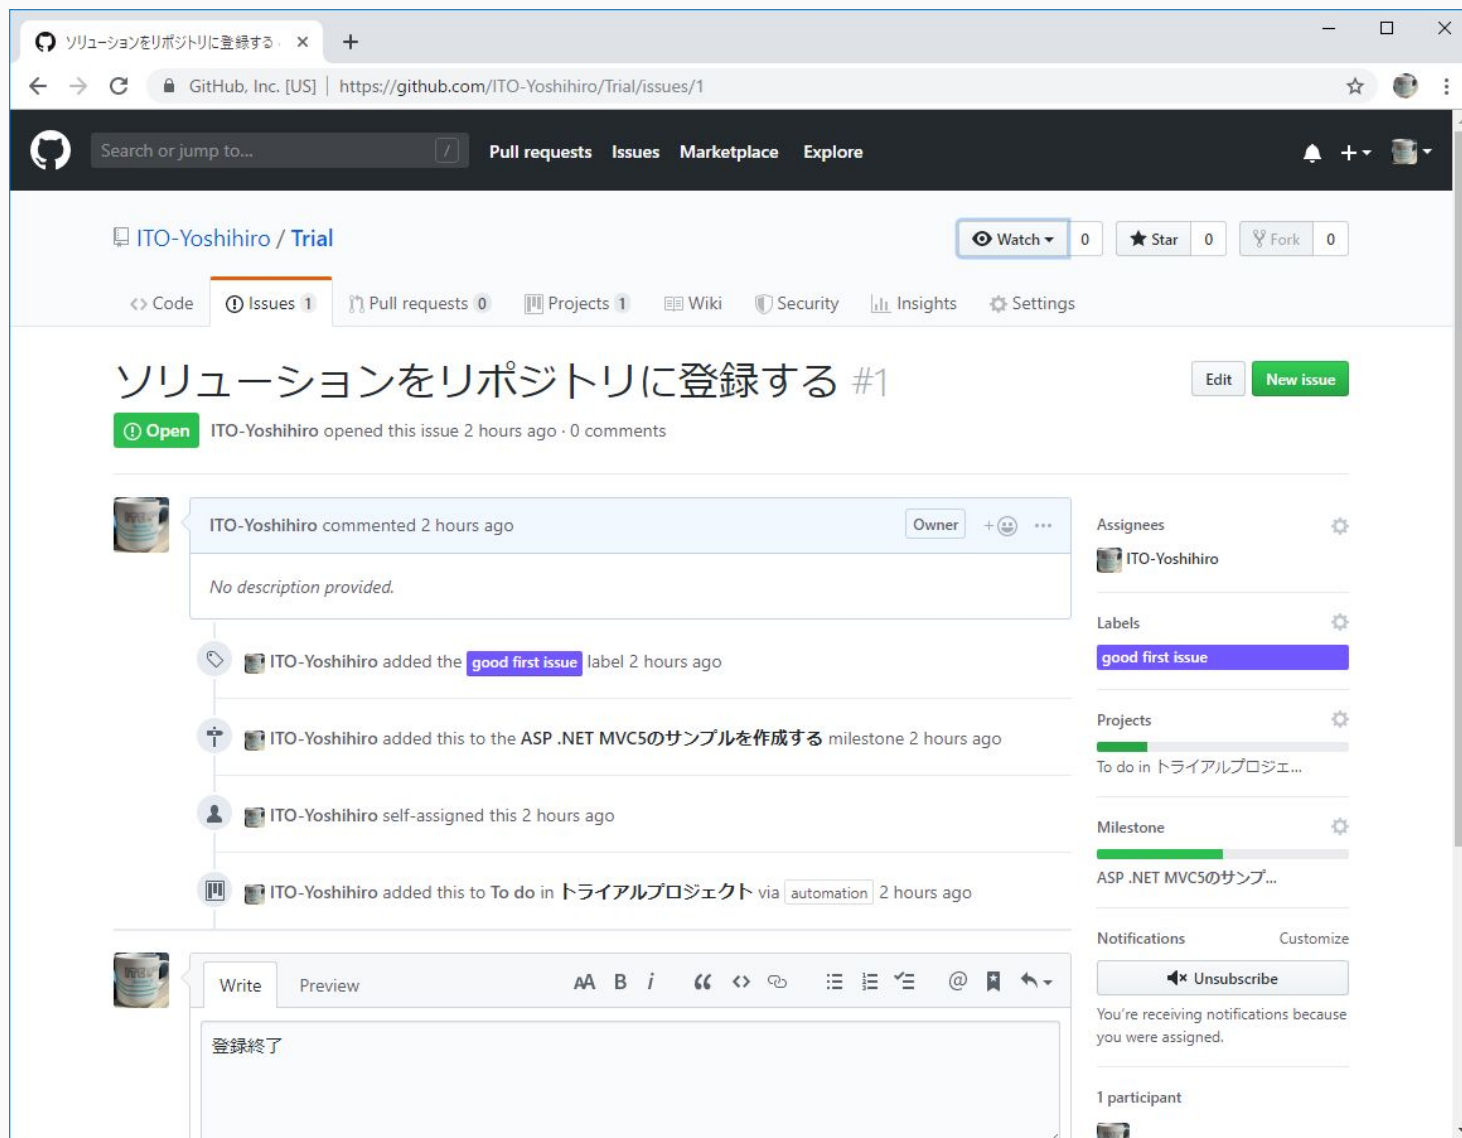 ソリューションをリポジトリに登録する
GitHub, Inc. [US] | https://github.com/ITO-Yoshihiro/Trial/issues/1
Search or jump to... / Pull requests Issues Marketplace Explore
ITO-Yoshihiro / Trial Watch 0 Star 0 Fork 0
Code Issues 1 Pull requests 0 Projects 1 Wiki Security Insights Settings
ソリューションをリポジトリに登録する #1 Edit New issue
Open ITO-Yoshihiro opened this issue 2 hours ago · 0 comments
ITO-Yoshihiro commented 2 hours ago Owner
No description provided.
ITO-Yoshihiro added the good first issue label 2 hours ago
ITO-Yoshihiro added this to the ASP .NET MVC5のサンプルを作成する milestone 2 hours ago
ITO-Yoshihiro self-assigned this 2 hours ago
ITO-Yoshihiro added this to To do in トライアルプロジェクト via automation 2 hours ago
Write Preview
登録終了
Assignees
ITO-Yoshihiro
Labels
good first issue
Projects
To do in トライアルプロジェ...
Milestone
ASP .NET MVC5のサンプ...
Notifications Customize
Unsubscribe
You're receiving notifications because
you were assigned.
1 participant